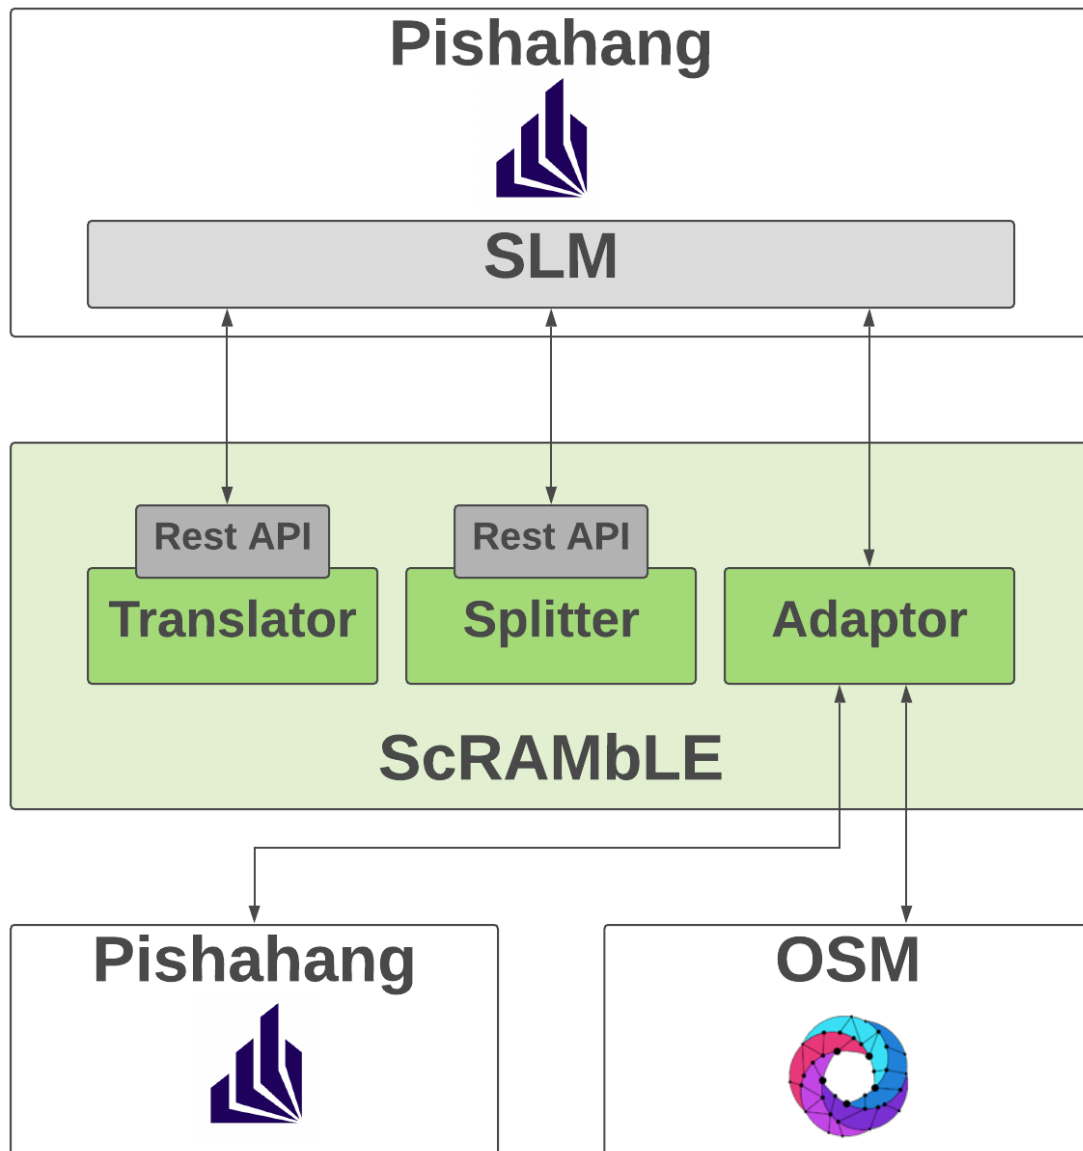 Pishahang
SLM
Rest API
Rest API
Translator
Splitter
Adaptor
ScRAMbLE
Pishahang
OSM